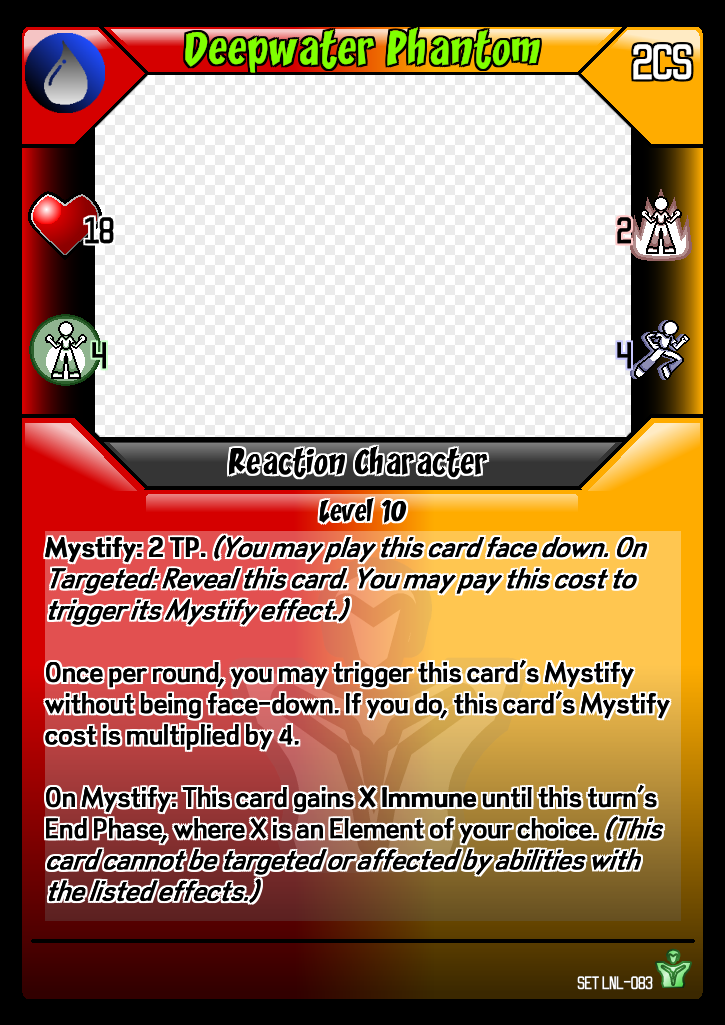 Deepwater Phantom
2CS
18
2
4
4
Reaction Character
Level 10
Mystify: 2 TP. (You may play this card face down. On
Targeted: Reveal this card. You may pay this cost to
trigger its Mystify effect.)
Once per round, you may trigger this card's Mystify
without being face-down. If you do, this card's Mystify
cost is multiplied by 4.
On Mystify: This card gains X Immune until this turn's
End Phase, where X is an Element of your choice. (This
card cannot be targeted or affected by abilities with
the listed effects.)
SET LNL-083